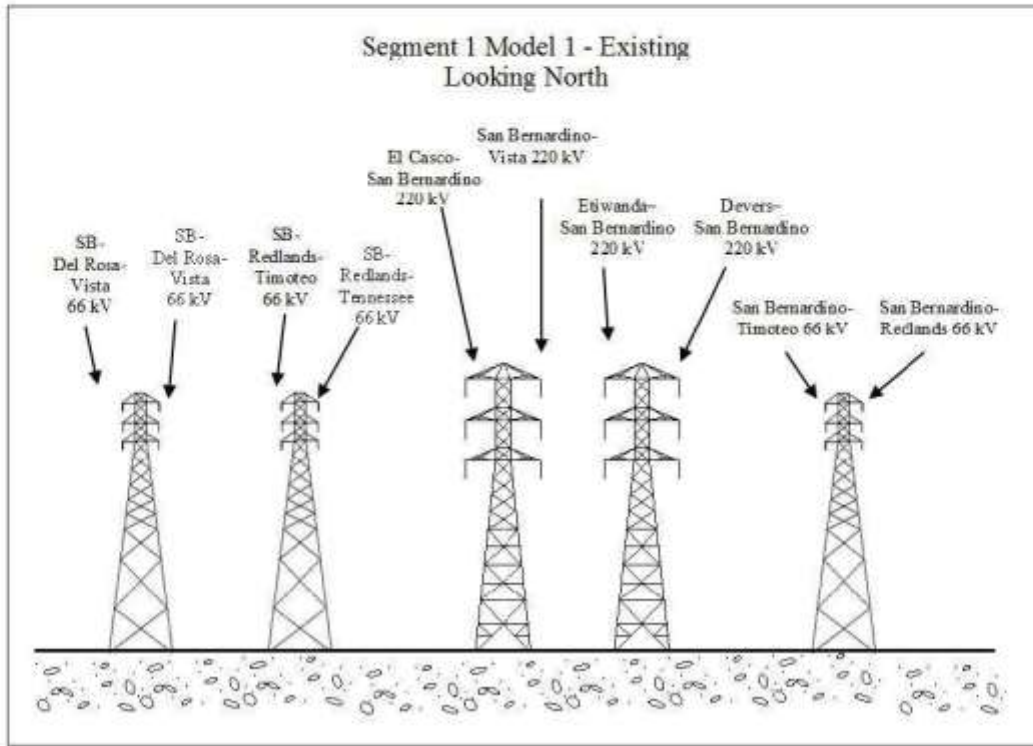 Segment 1 Model 1 - Existing
Looking North
SB-
Del Rosa-
Vista
66 kV
SB-
Del Rosa-
Vista
66 kV
SB-
Redlands-
Timoteo
66 kV
SB-
Redlands-
Tennessee
66 kV
El Casco-
San Bernardino
220 kV
San Bernardino-
Vista 220 kV
Etiwanda–
San Bernardino
220 kV
Devers–
San Bernardino
220 kV
San Bernardino-
Timoteo 66 kV
San Bernardino-
Redlands 66 kV